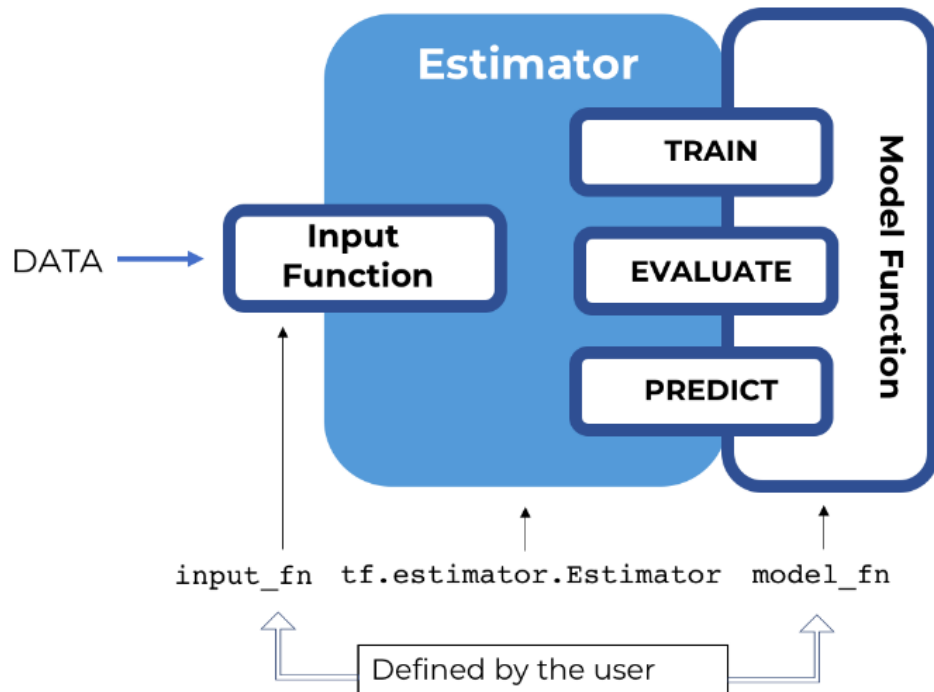 Estimator
TRAIN
Model Function
Input
Function
DATA
EVALUATE
PREDICT
input_fn
tf.estimator.Estimator
model_fn
Defined by the user